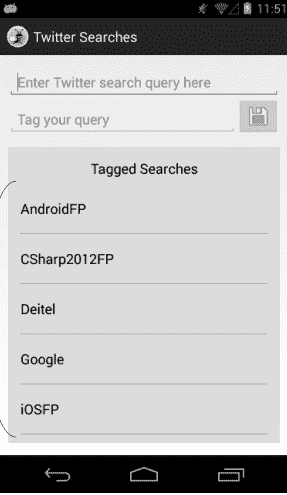 11:51
Twitter Searches
Enter Twitter search query here
Tag your query
Tagged Searches
AndroidFP
CSharp2012FP
Deitel
Google
iOSFP